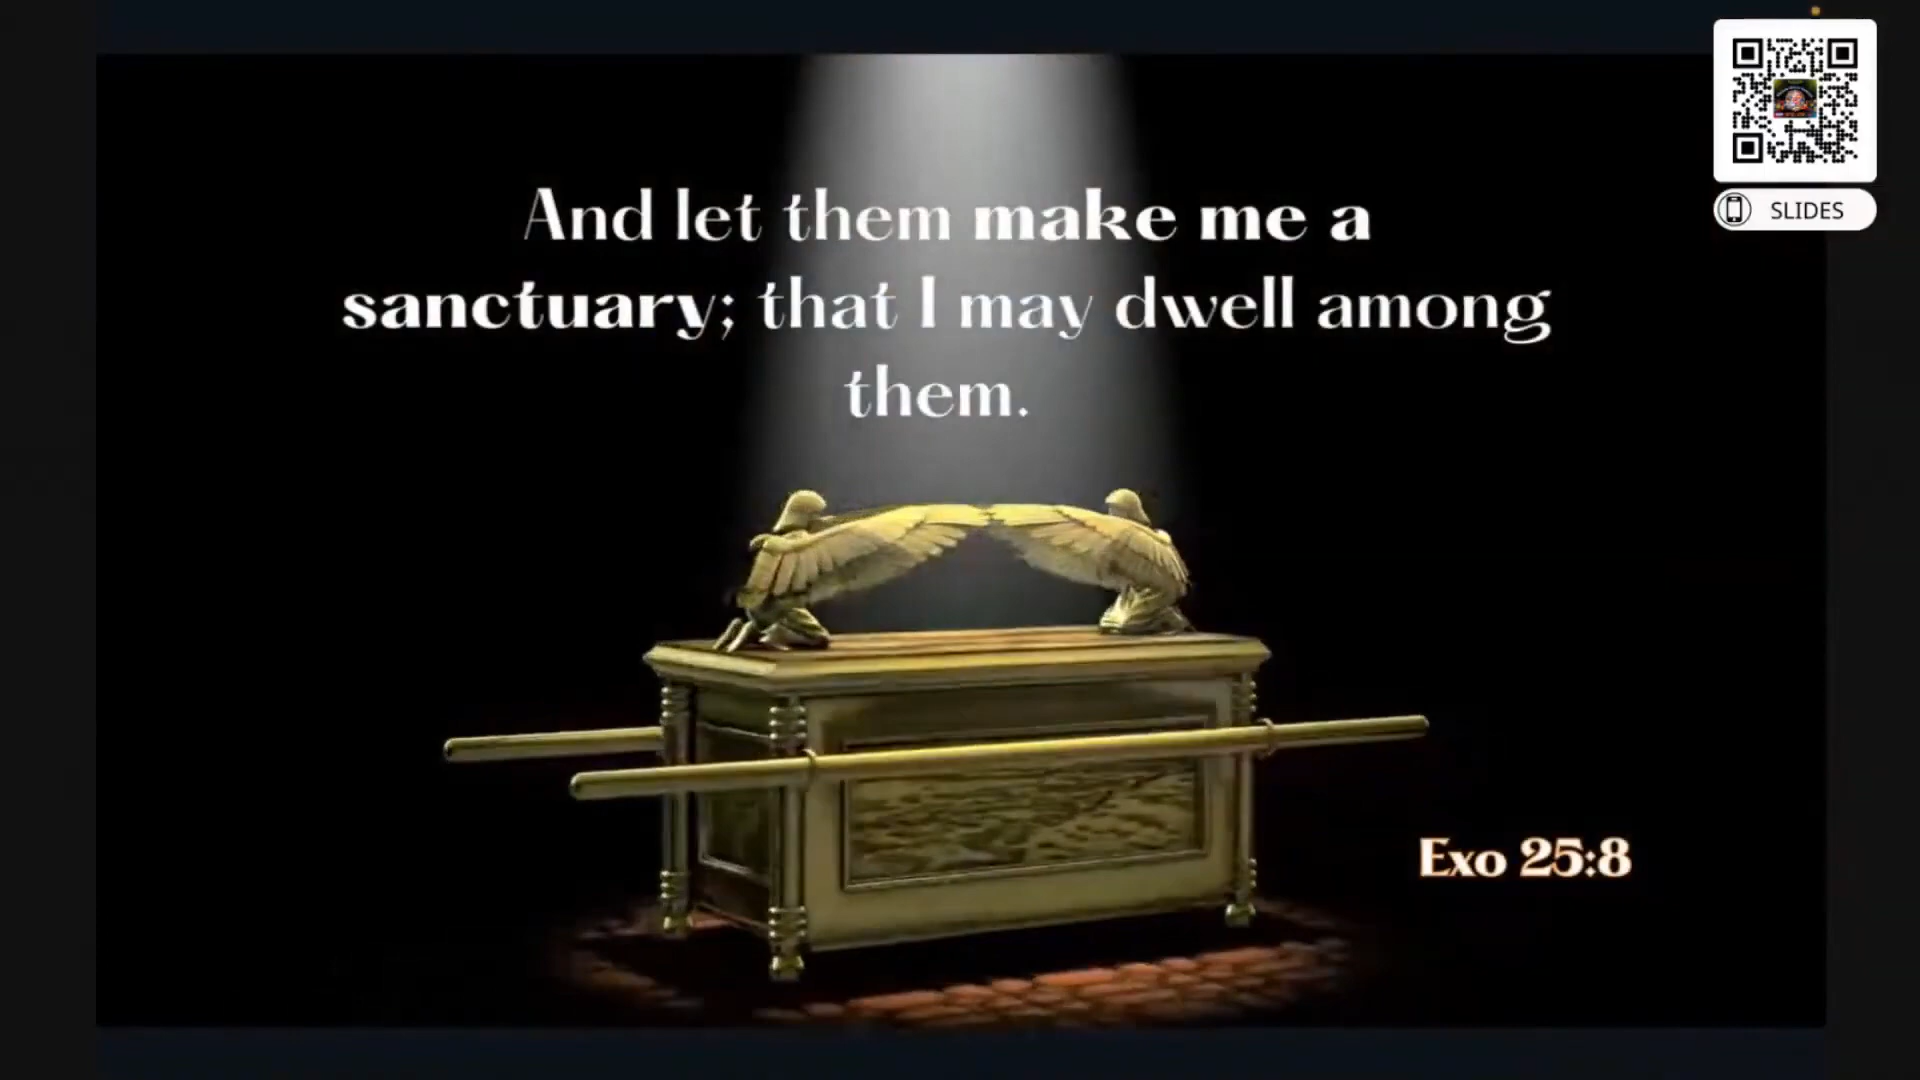 And let them make me a
sanctuary; that I may dwell among
them.
Exo 25:8
SLIDES